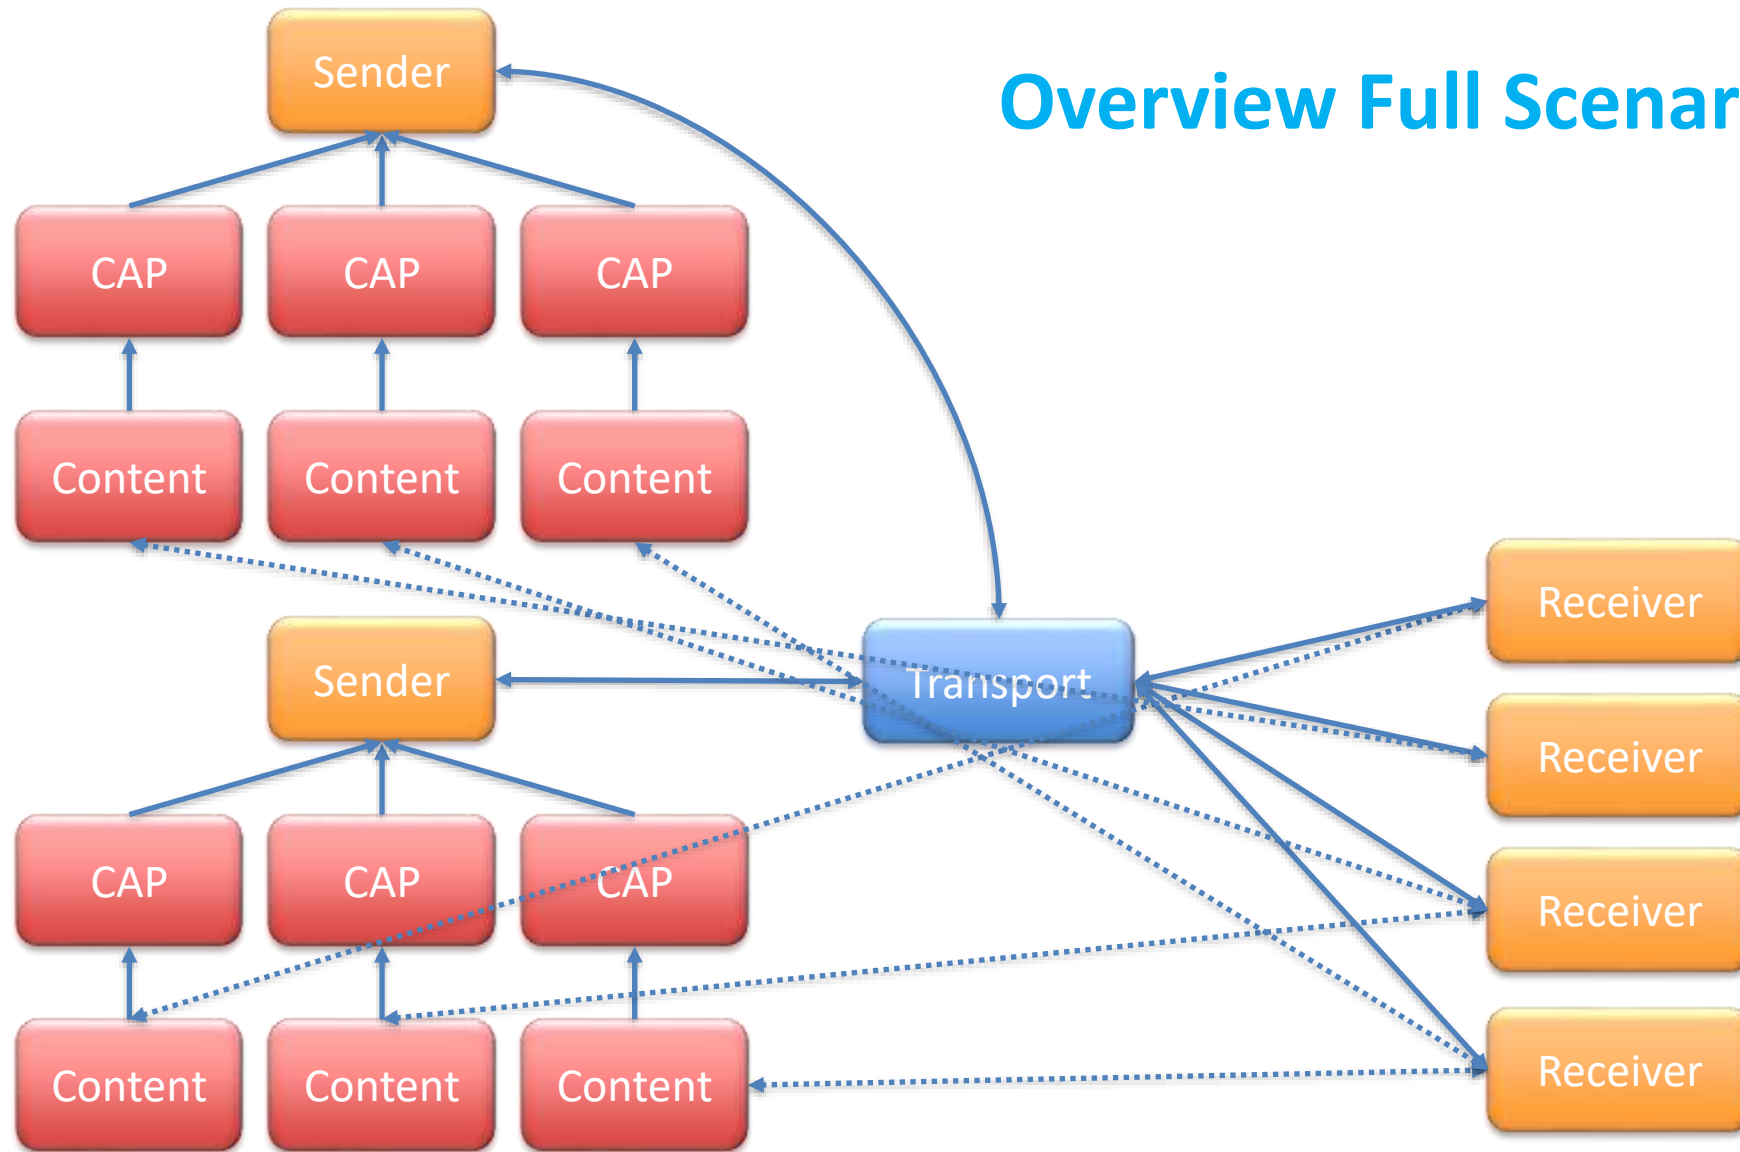 Sender
Overview Full Scenar
CAP CAP CAP
Content Content Content
Receiver
Sender
Transport
Receiver
CAP CAP CAP
Receiver
Content Content Content
Receiver